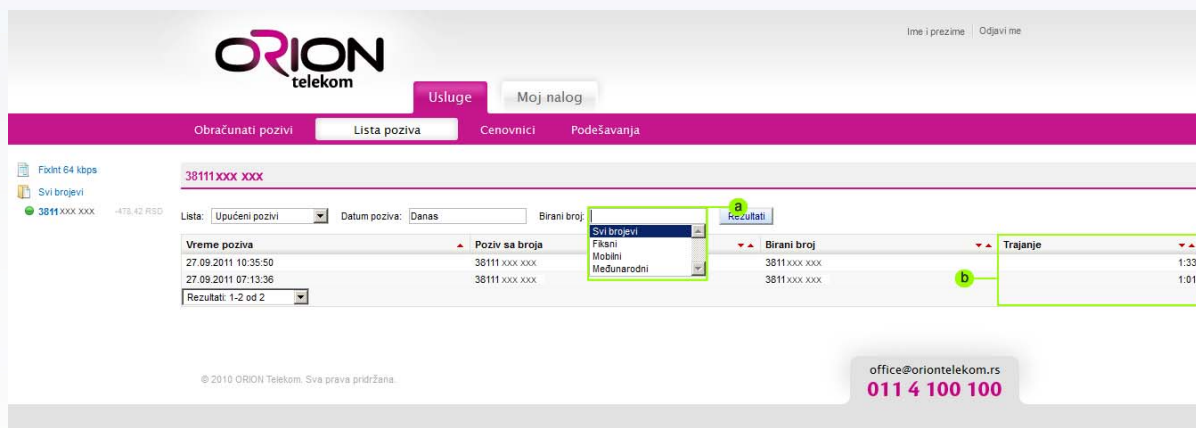 Ime i prezime Odjavi me
ORION
telekom
Usluge Moj nalog
Obračunati pozivi Lista poziva Cenovnici Podešavanja
FixInt 64 kbps
Svi brojevi
3811 XXX XXX -478,42 RSD
38111 XXX XXX
Lista: Upućeni pozivi Datum poziva: Danas Birani broj: a Rezultati
Svi brojevi
Fiksni
Mobilni
Međunarodni
Vreme poziva Poziv sa broja Birani broj Trajanje
27.09.2011 10:35:50 38111 XXX XXX 3811 XXX XXX 1:33
27.09.2011 07:13:36 38111 XXX XXX 3811 XXX XXX b 1:01
Rezultati: 1-2 od 2
© 2010 ORION Telekom. Sva prava pridržana.
office@oriontelekom.rs
011 4 100 100